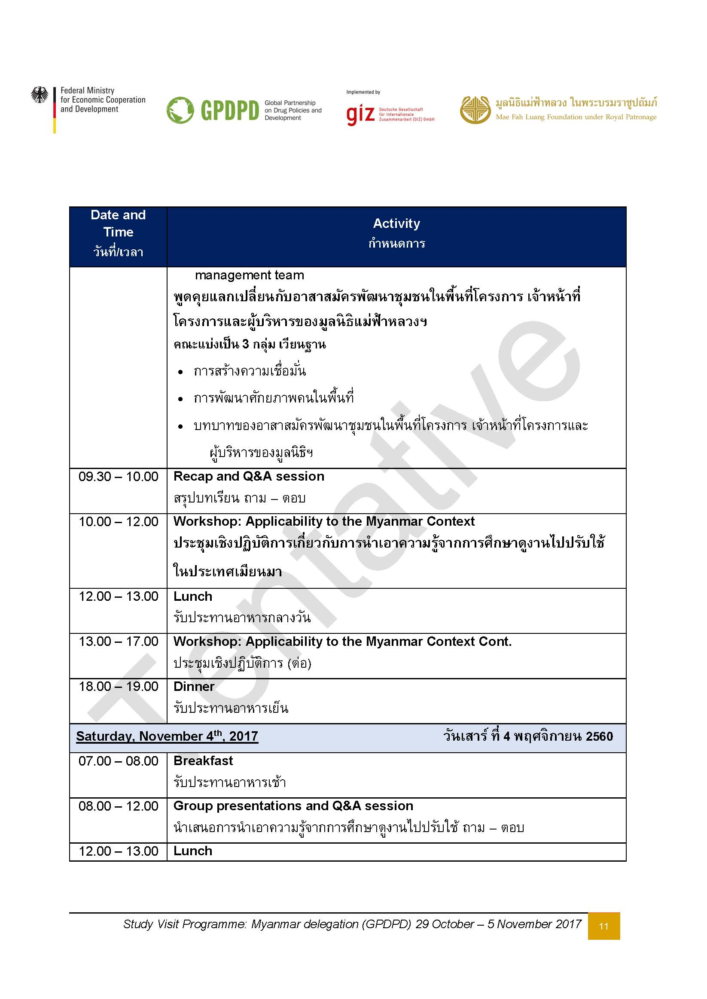 Federal Ministry
for Economic Cooperation
and Development
GPDPD
Global Partnership
on Drug Policies and
Development
Implemented by
giz
Deutsche Gesellschaft
für Internationale
Zusammenarbeit (GIZ) GmbH
มูลนิธิแม่ฟ้าหลวง ในพระบรมราชูปถัมภ์
Mae Fah Luang Foundation under Royal Patronage
Date and
Time
วันที่/เวลา
Activity
กำหนดการ
management team
พูดคุยแลกเปลี่ยนกับอาสาสมัครพัฒนาชุมชนในพื้นที่โครงการ เจ้าหน้าที่
โครงการและผู้บริหารของมูลนิธิแม่ฟ้าหลวงฯ
คณะแบ่งเป็น 3 กลุ่ม เวียนฐาน
• การสร้างความเชื่อมั่น
• การพัฒนาศักยภาพคนในพื้นที่
• บทบาทของอาสาสมัครพัฒนาชุมชนในพื้นที่โครงการ เจ้าหน้าที่โครงการและ
ผู้บริหารของมูลนิธิฯ
09.30 – 10.00 Recap and Q&A session
สรุปบทเรียน ถาม – ตอบ
10.00 – 12.00 Workshop: Applicability to the Myanmar Context
ประชุมเชิงปฏิบัติการเกี่ยวกับการนำเอาความรู้จากการศึกษาดูงานไปปรับใช้
ในประเทศเมียนมา
12.00 – 13.00 Lunch
รับประทานอาหารกลางวัน
13.00 – 17.00 Workshop: Applicability to the Myanmar Context Cont.
ประชุมเชิงปฏิบัติการ (ต่อ)
18.00 – 19.00 Dinner
รับประทานอาหารเย็น
Saturday, November 4th, 2017 วันเสาร์ ที่ 4 พฤศจิกายน 2560
07.00 – 08.00 Breakfast
รับประทานอาหารเช้า
08.00 – 12.00 Group presentations and Q&A session
นำเสนอการนำเอาความรู้จากการศึกษาดูงานไปปรับใช้ ถาม – ตอบ
12.00 – 13.00 Lunch
Tentative
Study Visit Programme: Myanmar delegation (GPDPD) 29 October – 5 November 2017 11